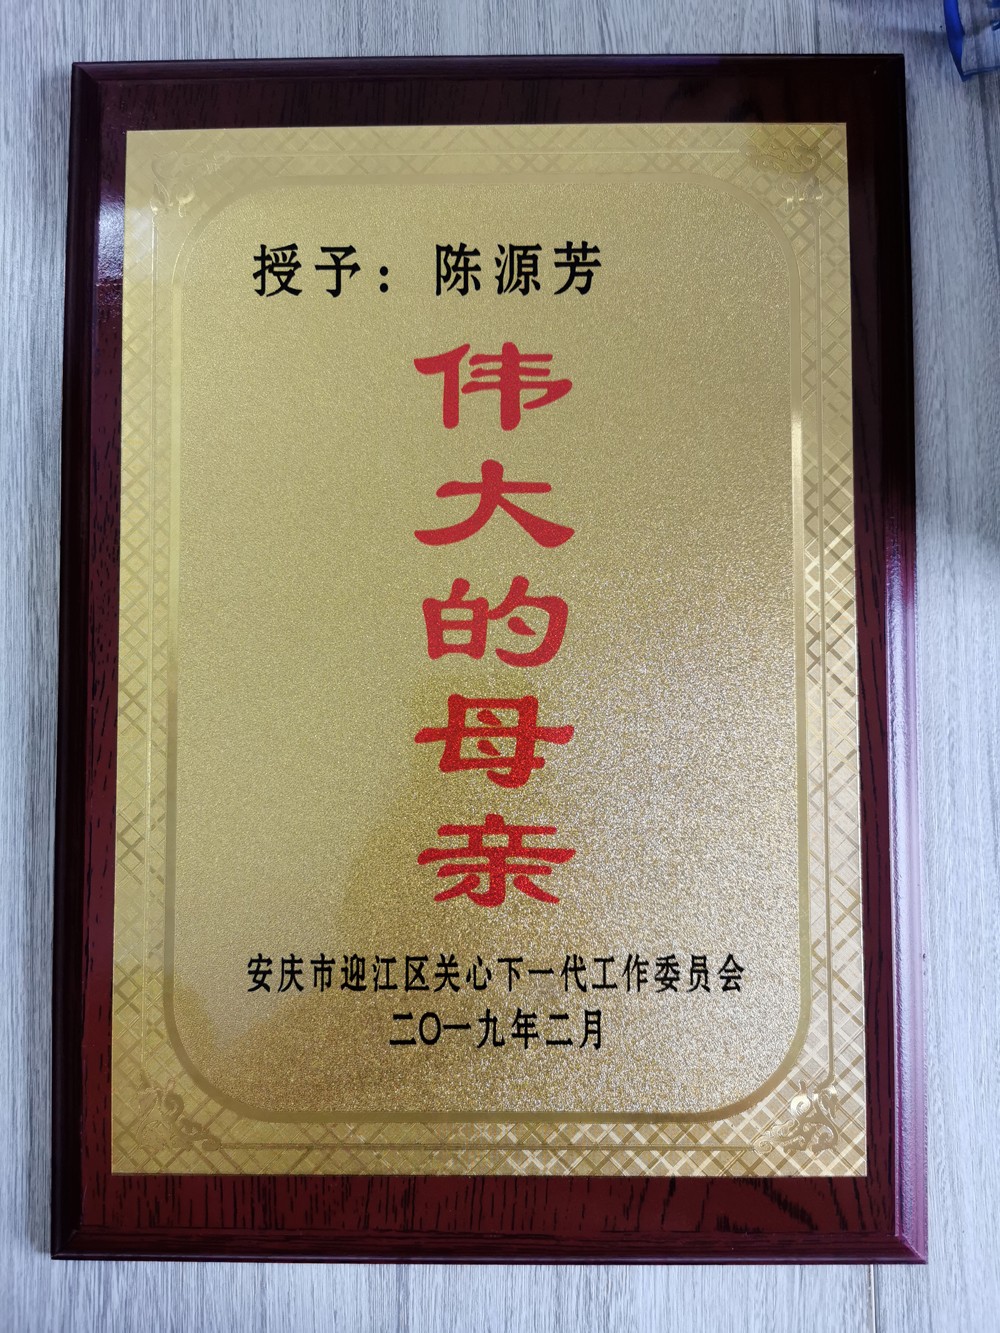 授予：陈源芳
伟大的母亲
安庆市迎江区关心下一代工作委员会
二〇一九年二月